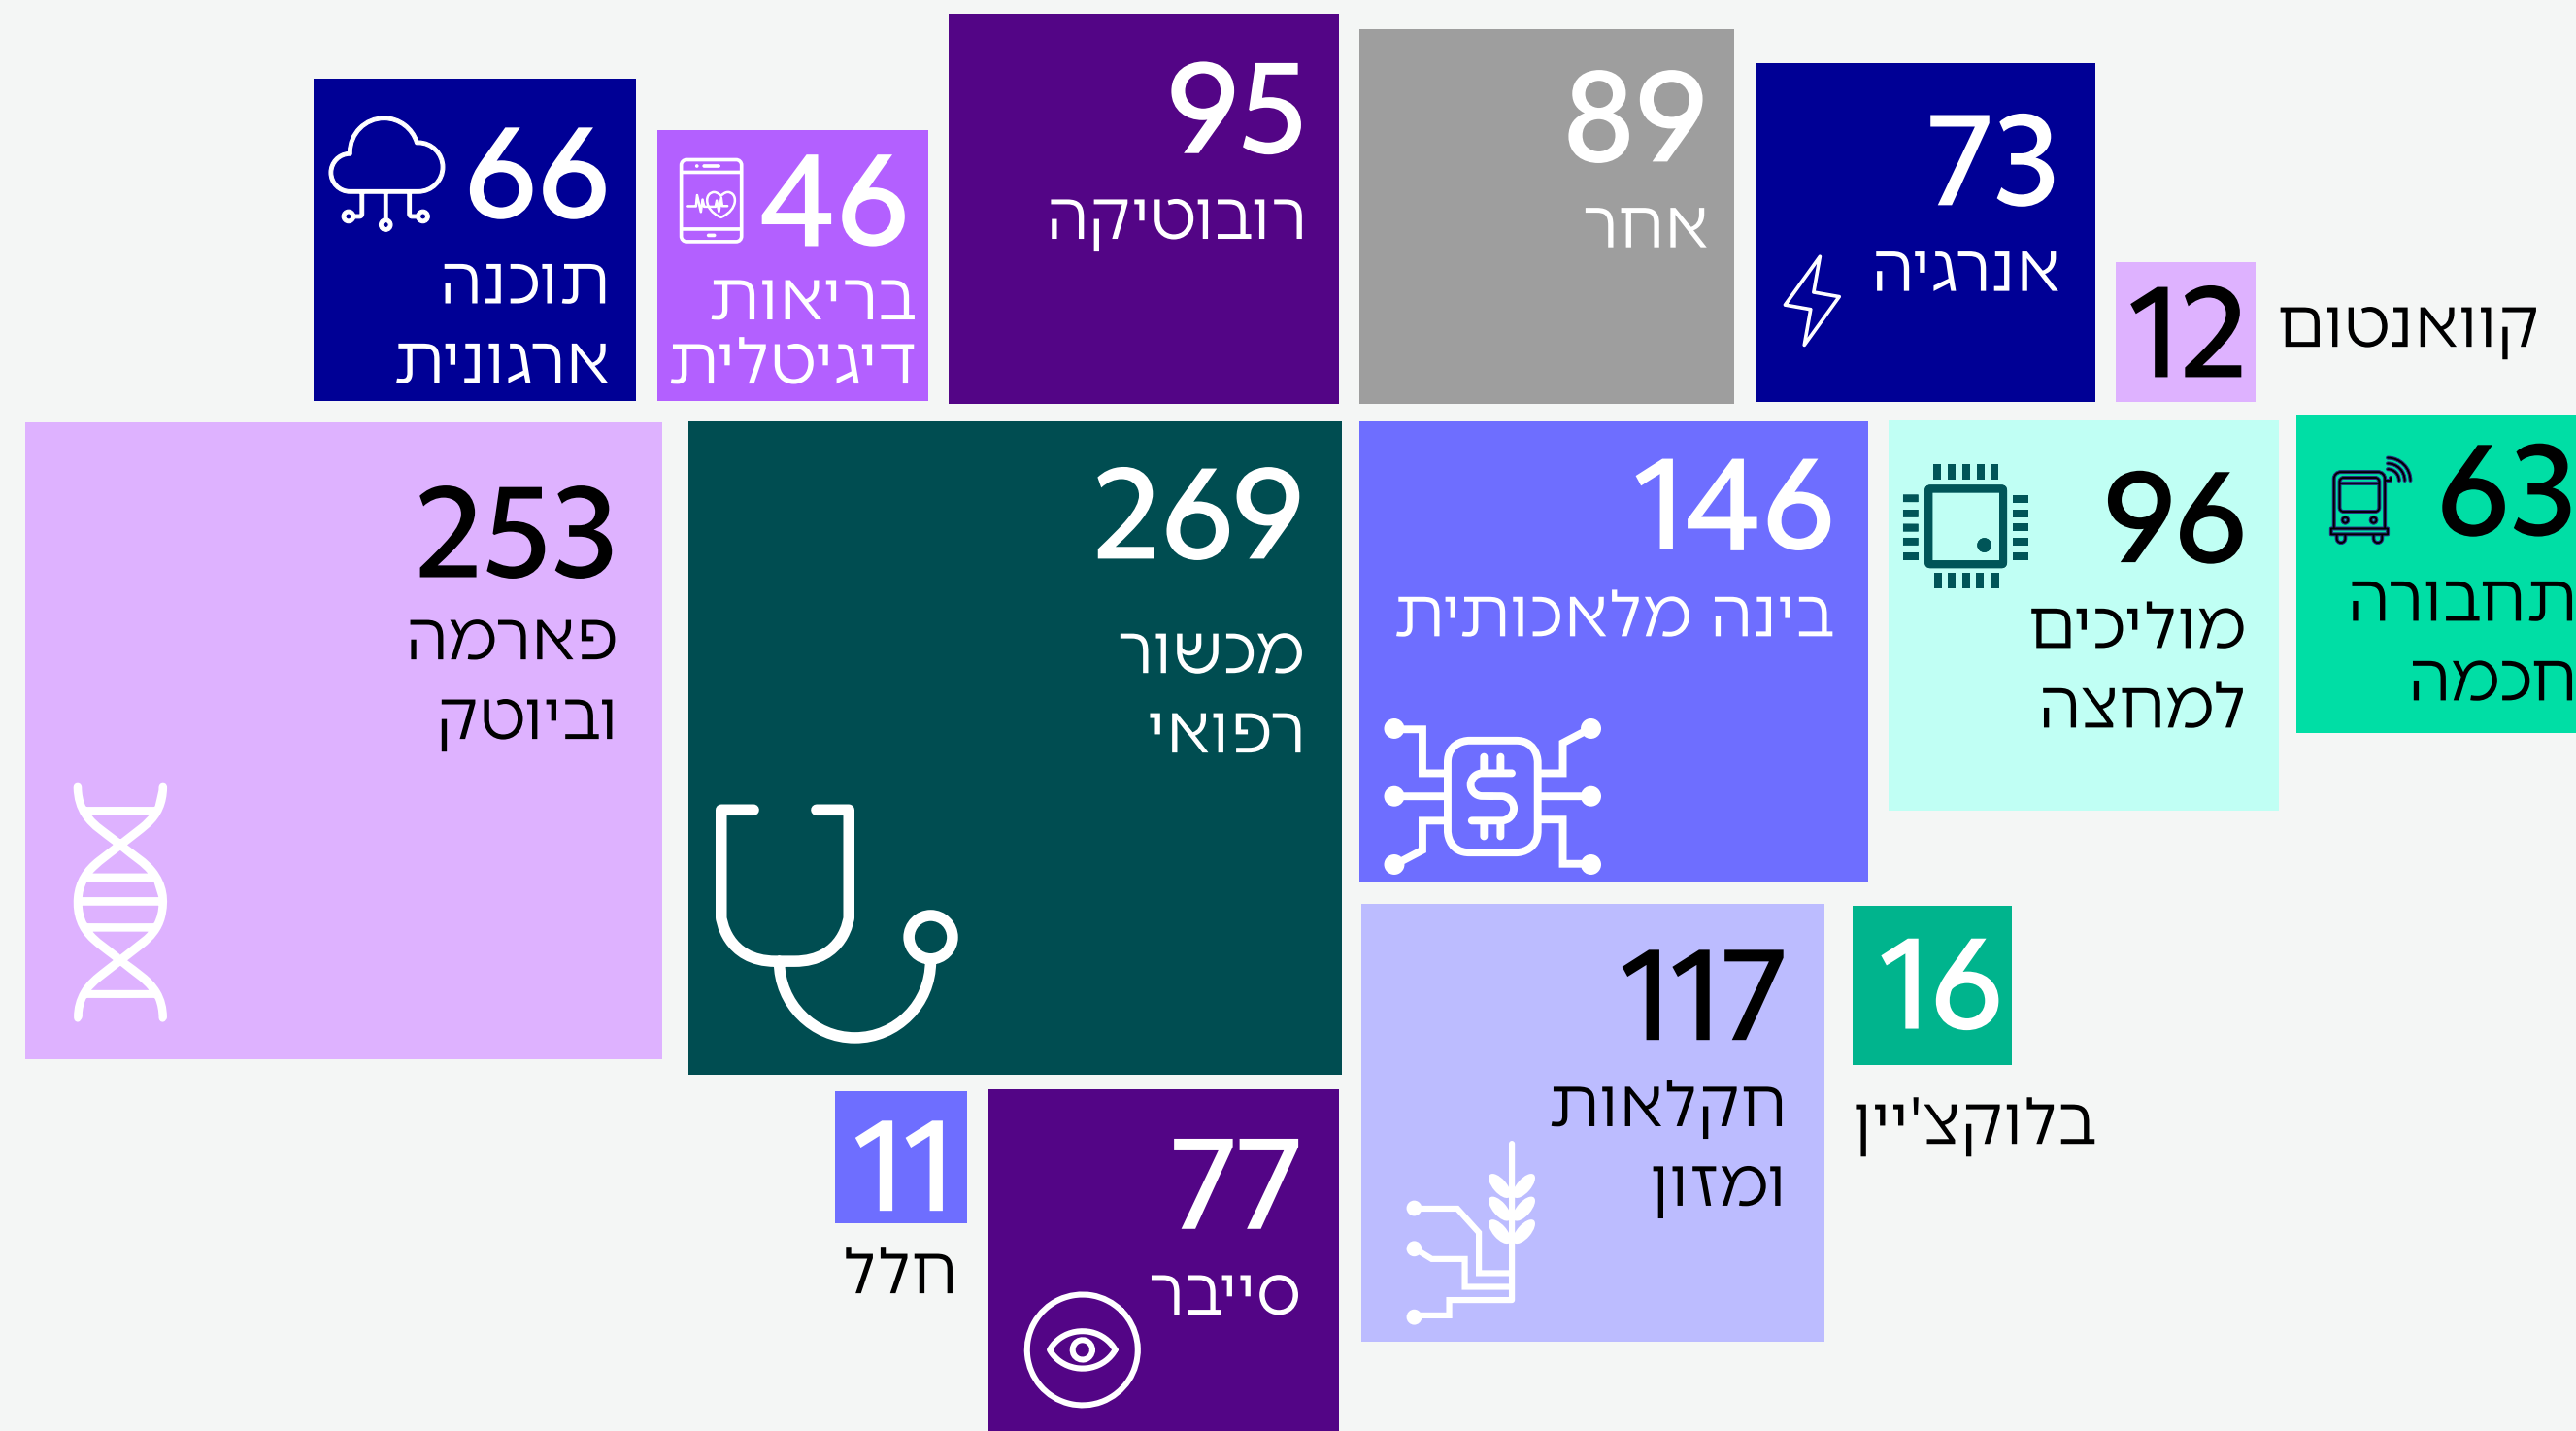 12
קוואנטום
73
אנרגיה
89
אחר
95
רובוטיקה
46
בריאות
דיגיטלית
66
תוכנה
ארגונית
63
תחבורה
חכמה
96
מוליכים
למחצה
146
בינה מלאכותית
269
מכשור
רפואי
253
פארמה
וביוטק
16
בלוקצ'יין
117
חקלאות
ומזון
77
סייבר
11
חלל